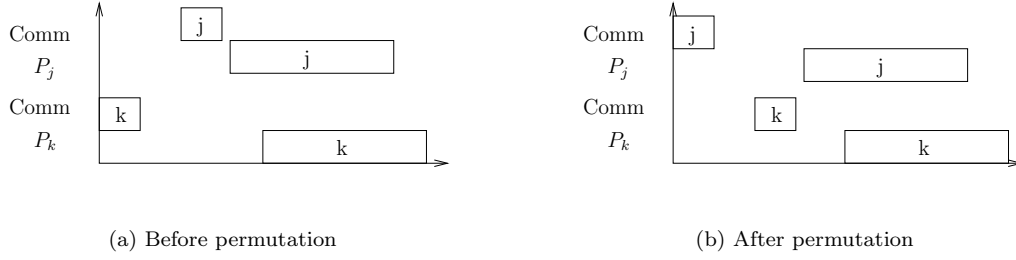 j
Comm
j
P_j
Comm
k
P_k
k
(a) Before permutation
j
Comm
j
P_j
Comm
k
P_k
k
(b) After permutation